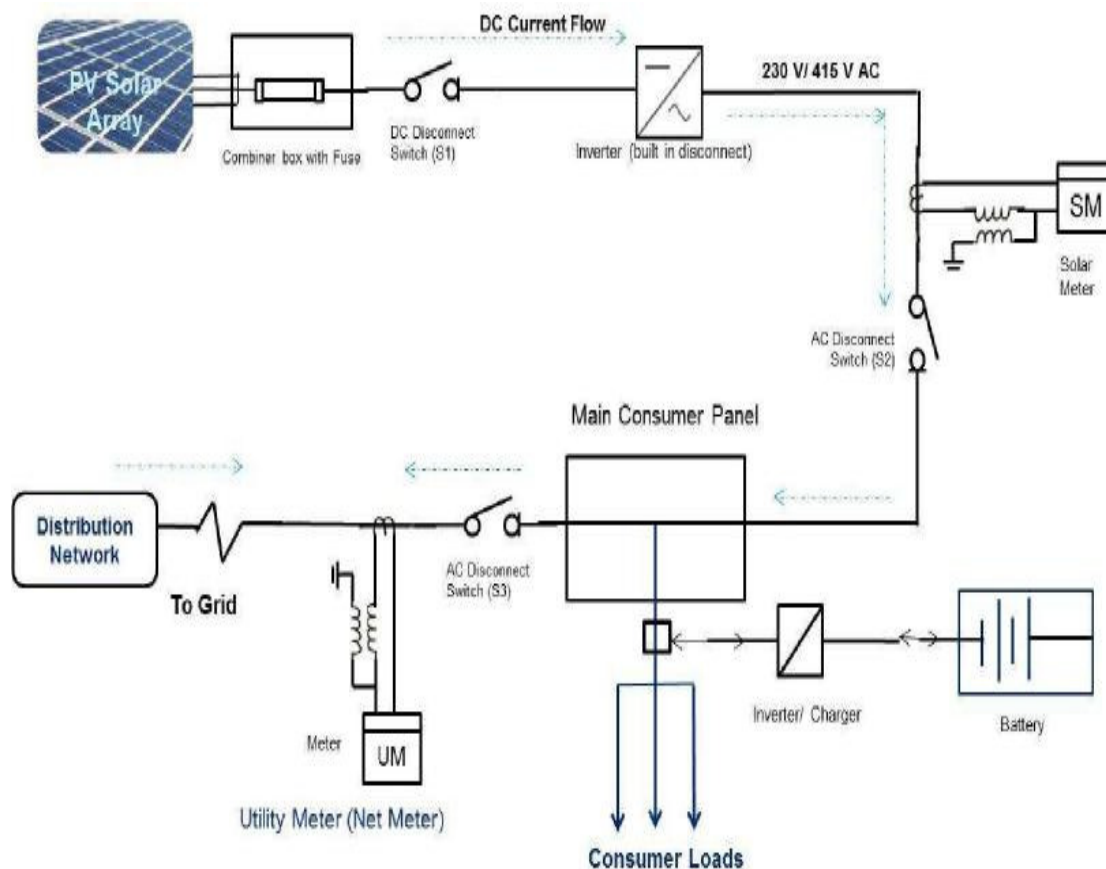 PV Solar
Array
Combiner box with Fuse
DC Disconnect
Switch (S1)
DC Current Flow
Inverter (built in disconnect)
230 V/ 415 V AC
SM
Solar
Meter
AC Disconnect
Switch (S2)
Main Consumer Panel
Distribution
Network
To Grid
AC Disconnect
Switch (S3)
Meter
UM
Utility Meter (Net Meter)
Inverter/ Charger
Battery
Consumer Loads